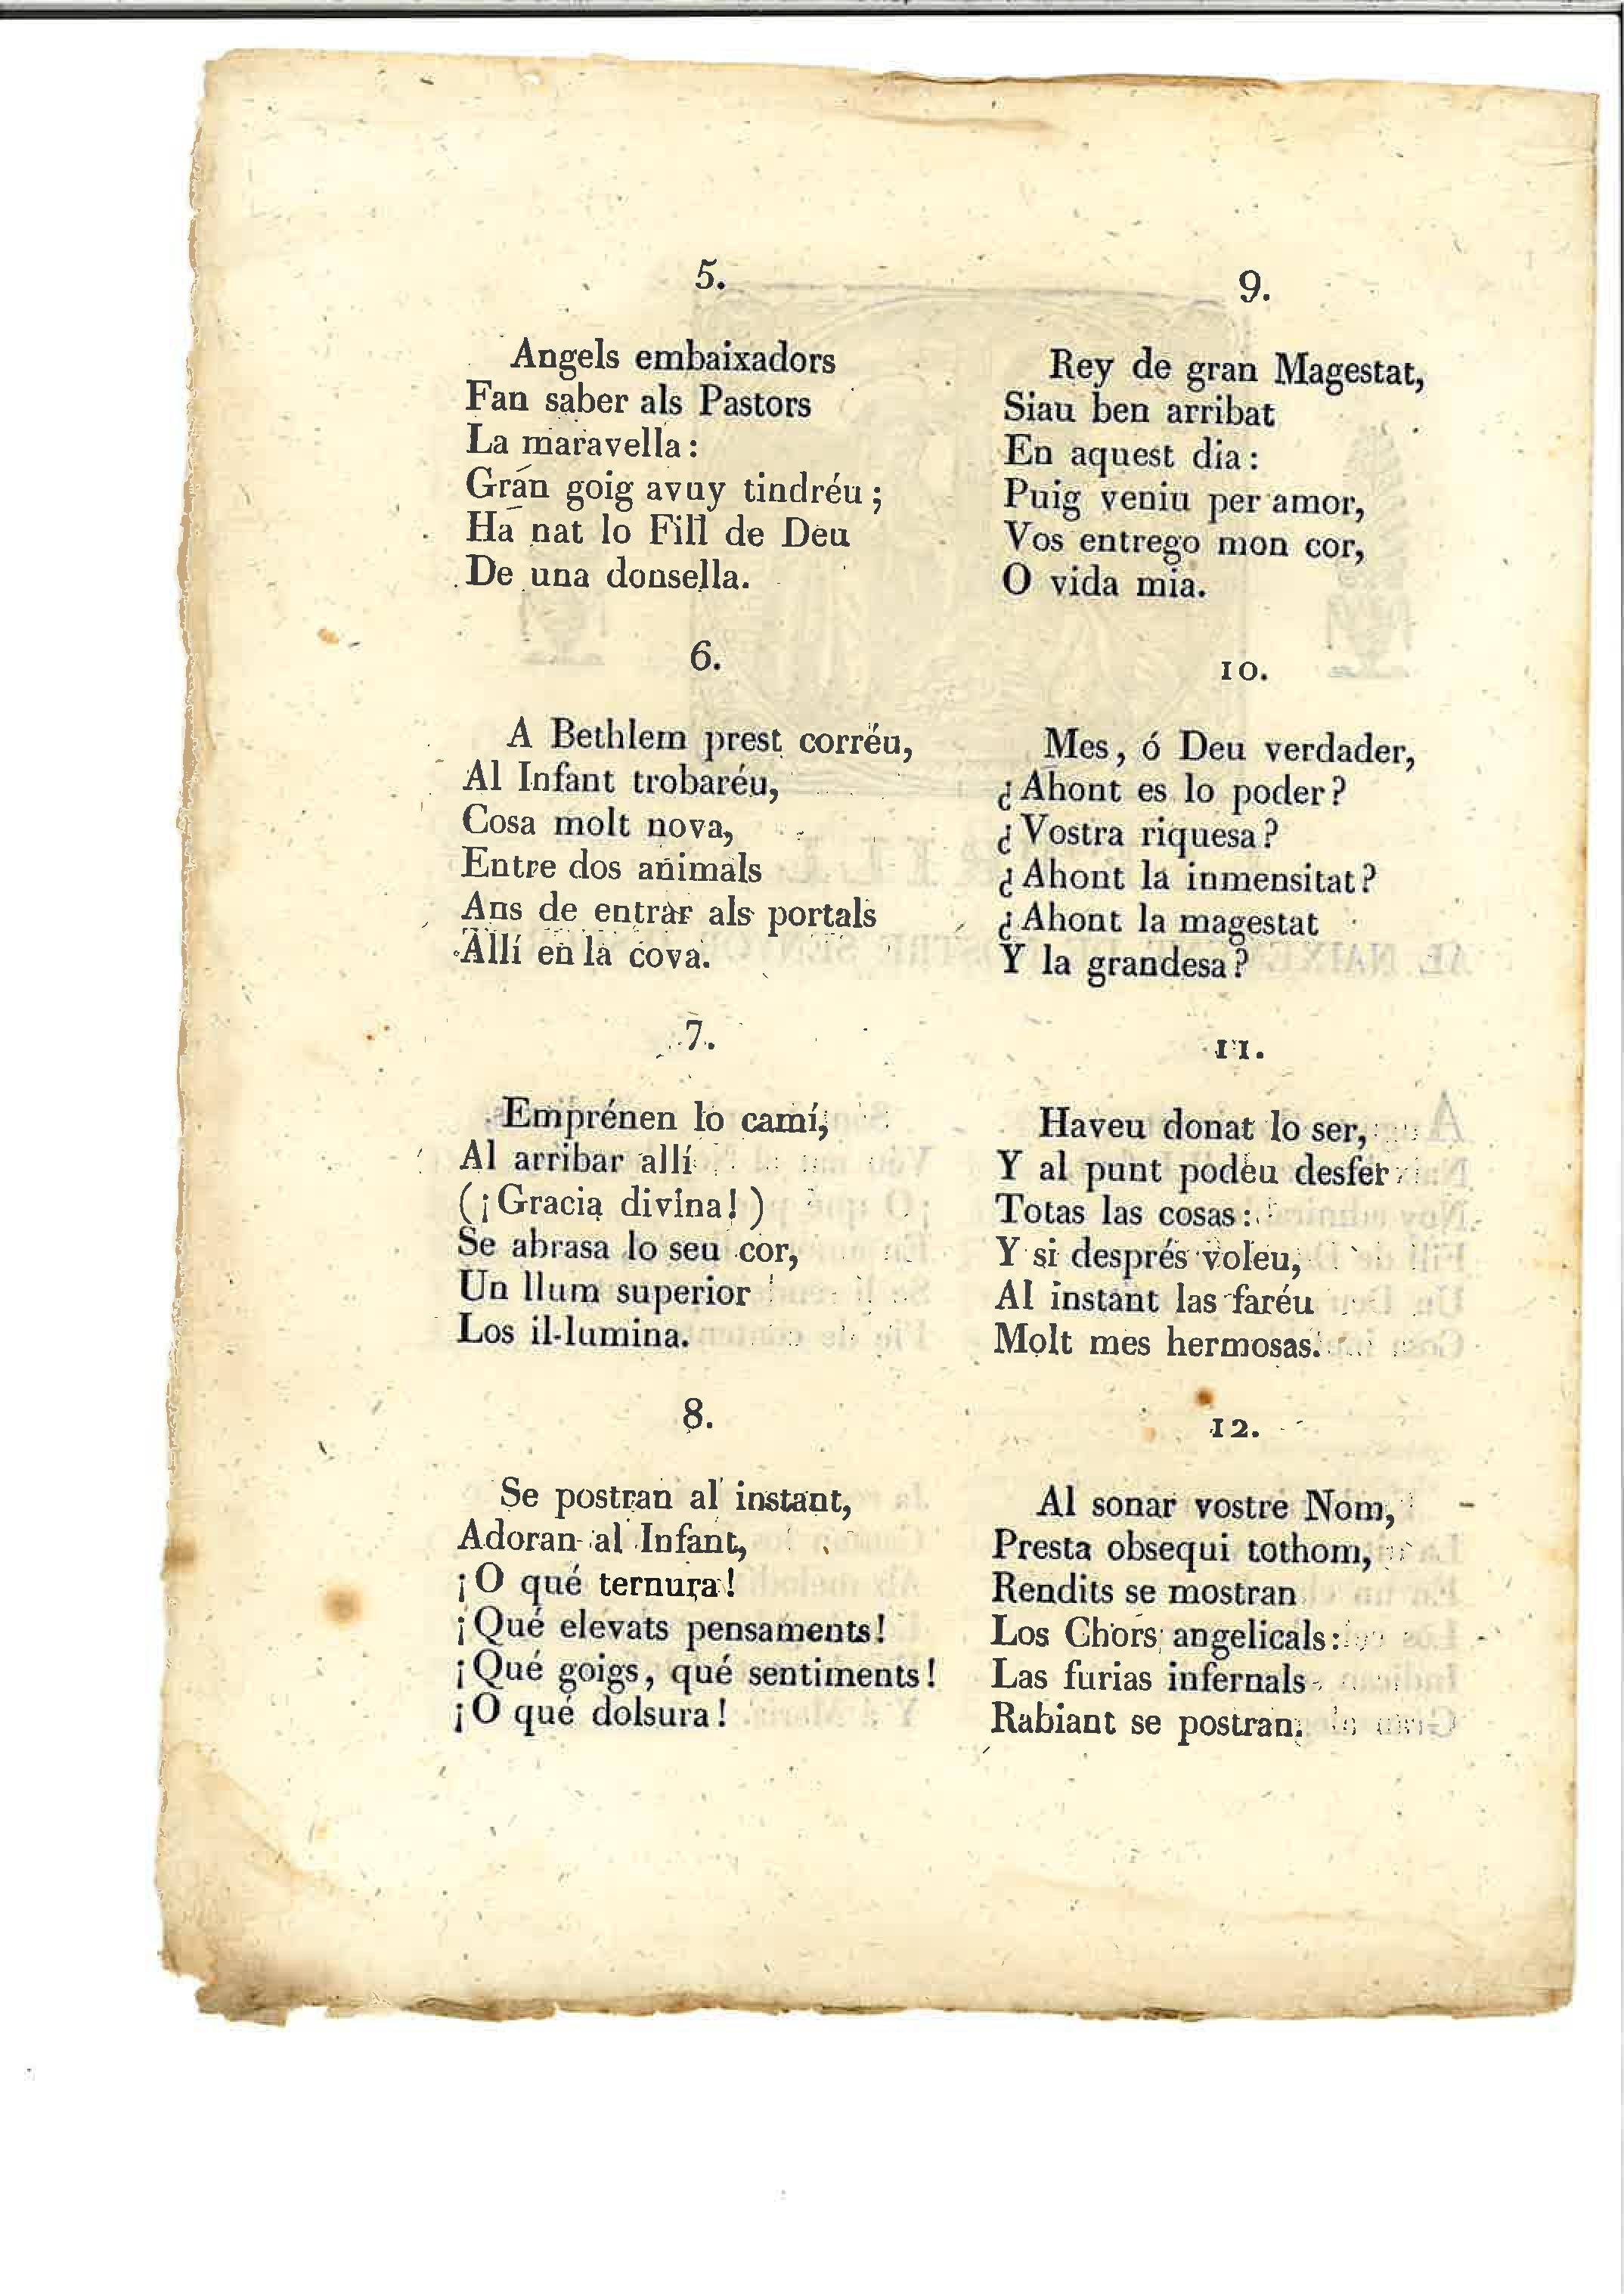 5.
Angels embaixadors
Fan saber als Pastors
La maravella:
Gran goig avuy tindréu;
Ha nat lo Fill de Deu
De una donsella.
6.
A Bethlem prest corréu,
Al Infant trobaréu,
Cosa molt nova,
Entre dos animals
Ans de entrar als portals
Allí en la cova.
7.
Emprénen lo camí,
Al arribar allí
(¡Gracia divina!)
Se abrasa lo seu cor,
Un llum superior
Los il-lumina.
8.
Se postran al instant,
Adoran al Infant,
¡O qué ternura!
¡Qué elevats pensaments!
¡Qué goigs, qué sentiments!
¡O qué dolsura!
9.
Rey de gran Magestat,
Siau ben arribat
En aquest dia:
Puig veniu per amor,
Vos entrego mon cor,
O vida mia.
10.
Mes, ó Deu verdader,
¿Ahont es lo poder?
¿Vostra riquesa?
¿Ahont la inmensitat?
¿Ahont la magestat
Y la grandesa?
11.
Haveu donat lo ser,
Y al punt podeu desfer
Totas las cosas:
Y si després voleu,
Al instant las faréu
Molt mes hermosas.
12.
Al sonar vostre Nom,
Presta obsequi tothom,
Rendits se mostran
Los Chors angelicals:
Las furias infernals
Rabiant se postran.